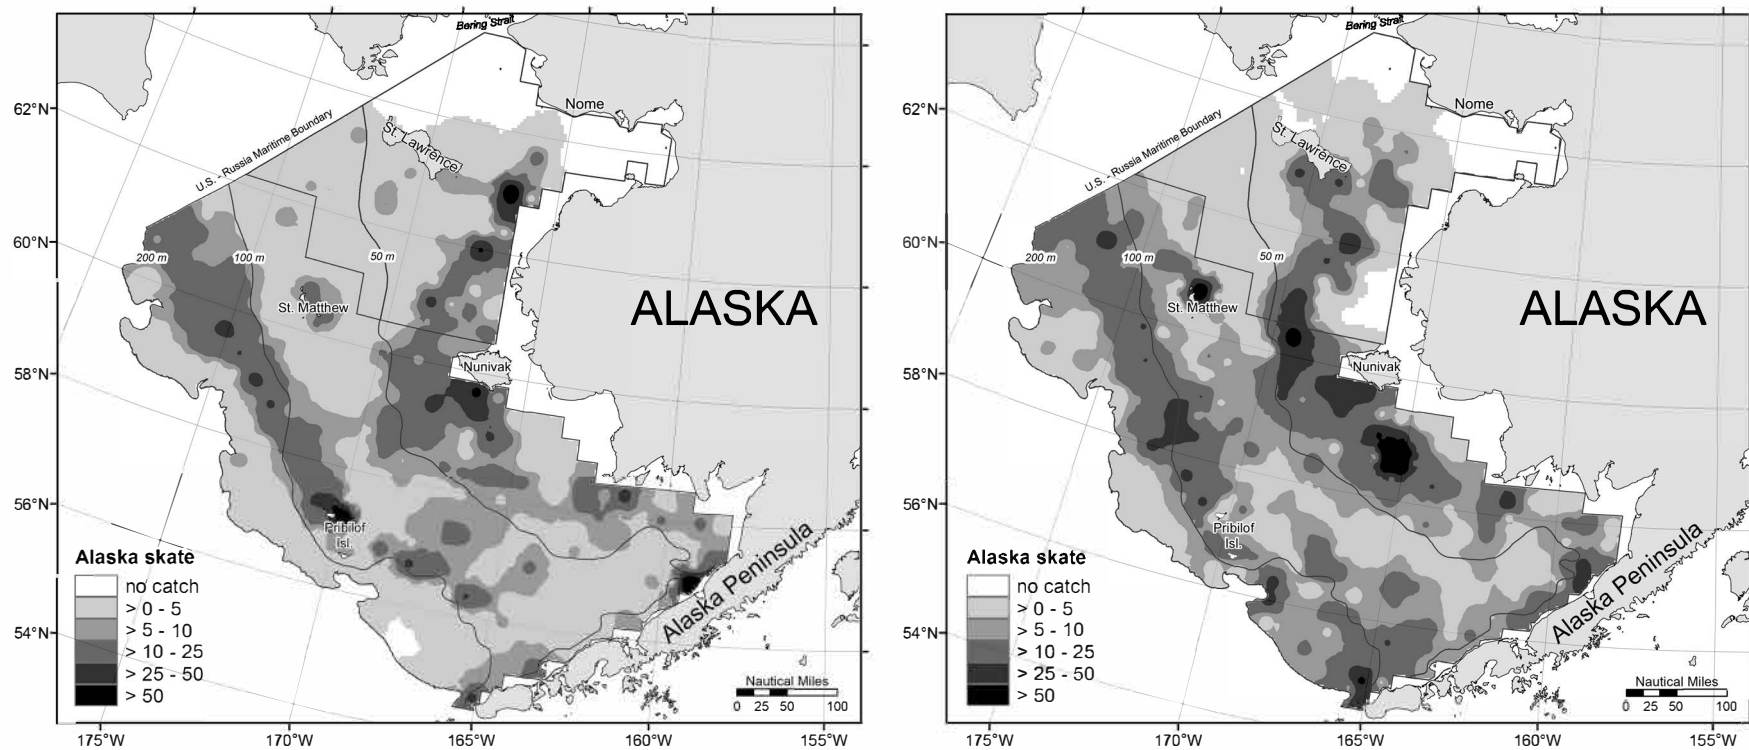 Bering Strait
62°N
Nome
St. Lawrence
U.S. - Russia Maritime Boundary
60°N
200 m
100 m
50 m
St. Matthew
ALASKA
58°N
Nunivak
56°N
Pribilof
Isl.
Alaska Peninsula
54°N
Alaska skate
no catch
> 0 - 5
> 5 - 10
> 10 - 25
> 25 - 50
> 50
Nautical Miles
0 25 50 100
175°W 170°W 165°W 160°W 155°W
Bering Strait
62°N
Nome
St. Lawrence
U.S. - Russia Maritime Boundary
60°N
200 m
100 m
50 m
St. Matthew
ALASKA
58°N
Nunivak
56°N
Pribilof
Isl.
Alaska Peninsula
54°N
Alaska skate
no catch
> 0 - 5
> 5 - 10
> 10 - 25
> 25 - 50
> 50
Nautical Miles
0 25 50 100
175°W 170°W 165°W 160°W 155°W